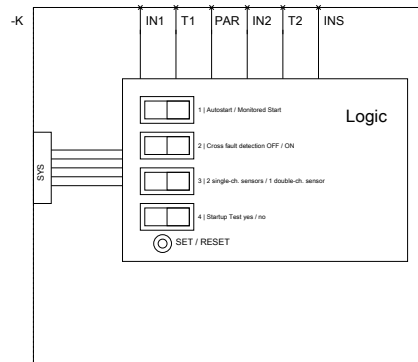 -K
IN1 T1 PAR IN2 T2 INS
Logic
1 | Autostart / Monitored Start
2 | Cross fault detection OFF / ON
3 | 2 single-ch. sensors / 1 double-ch. sensor
4 | Startup Test yes / no
SET / RESET
SYS